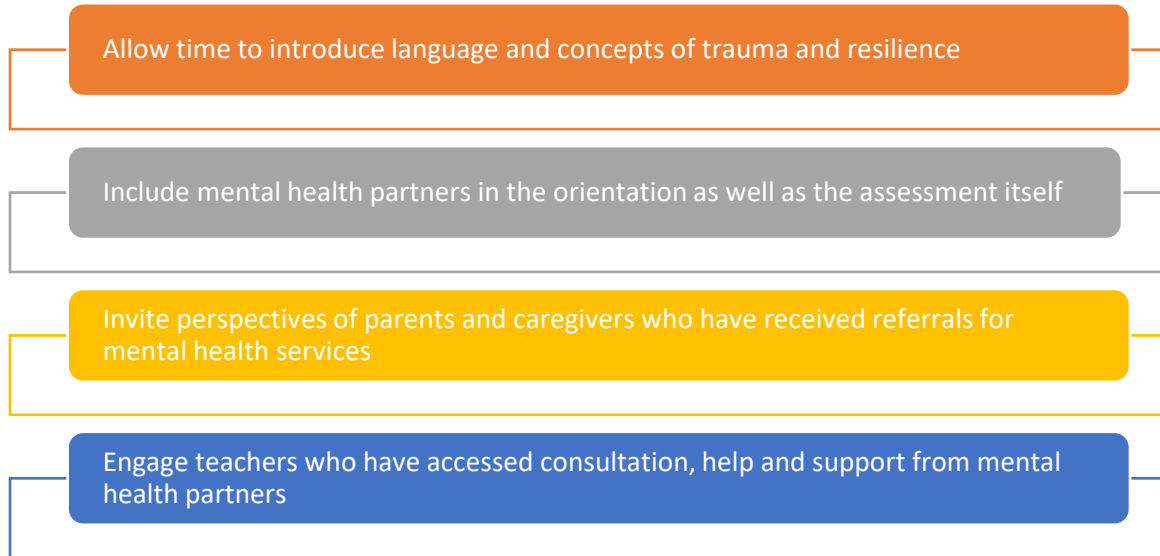 Allow time to introduce language and concepts of trauma and resilience
Include mental health partners in the orientation as well as the assessment itself
Invite perspectives of parents and caregivers who have received referrals for
mental health services
Engage teachers who have accessed consultation, help and support from mental
health partners